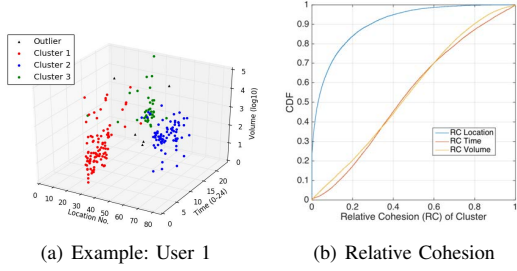 Outlier
Cluster 1
Cluster 2
Cluster 3
5
4
3
2
1
0
Volume (log10)
0
10
20
30
40
50
60
70
80
Location No.
0
5
10
15
20
Time (0-24)
(a) Example: User 1
1
0.9
0.8
0.7
0.6
0.5
0.4
0.3
0.2
0.1
0
CDF
RC Location
RC Time
RC Volume
0
0.2
0.4
0.6
0.8
1
Relative Cohesion (RC) of Cluster
(b) Relative Cohesion